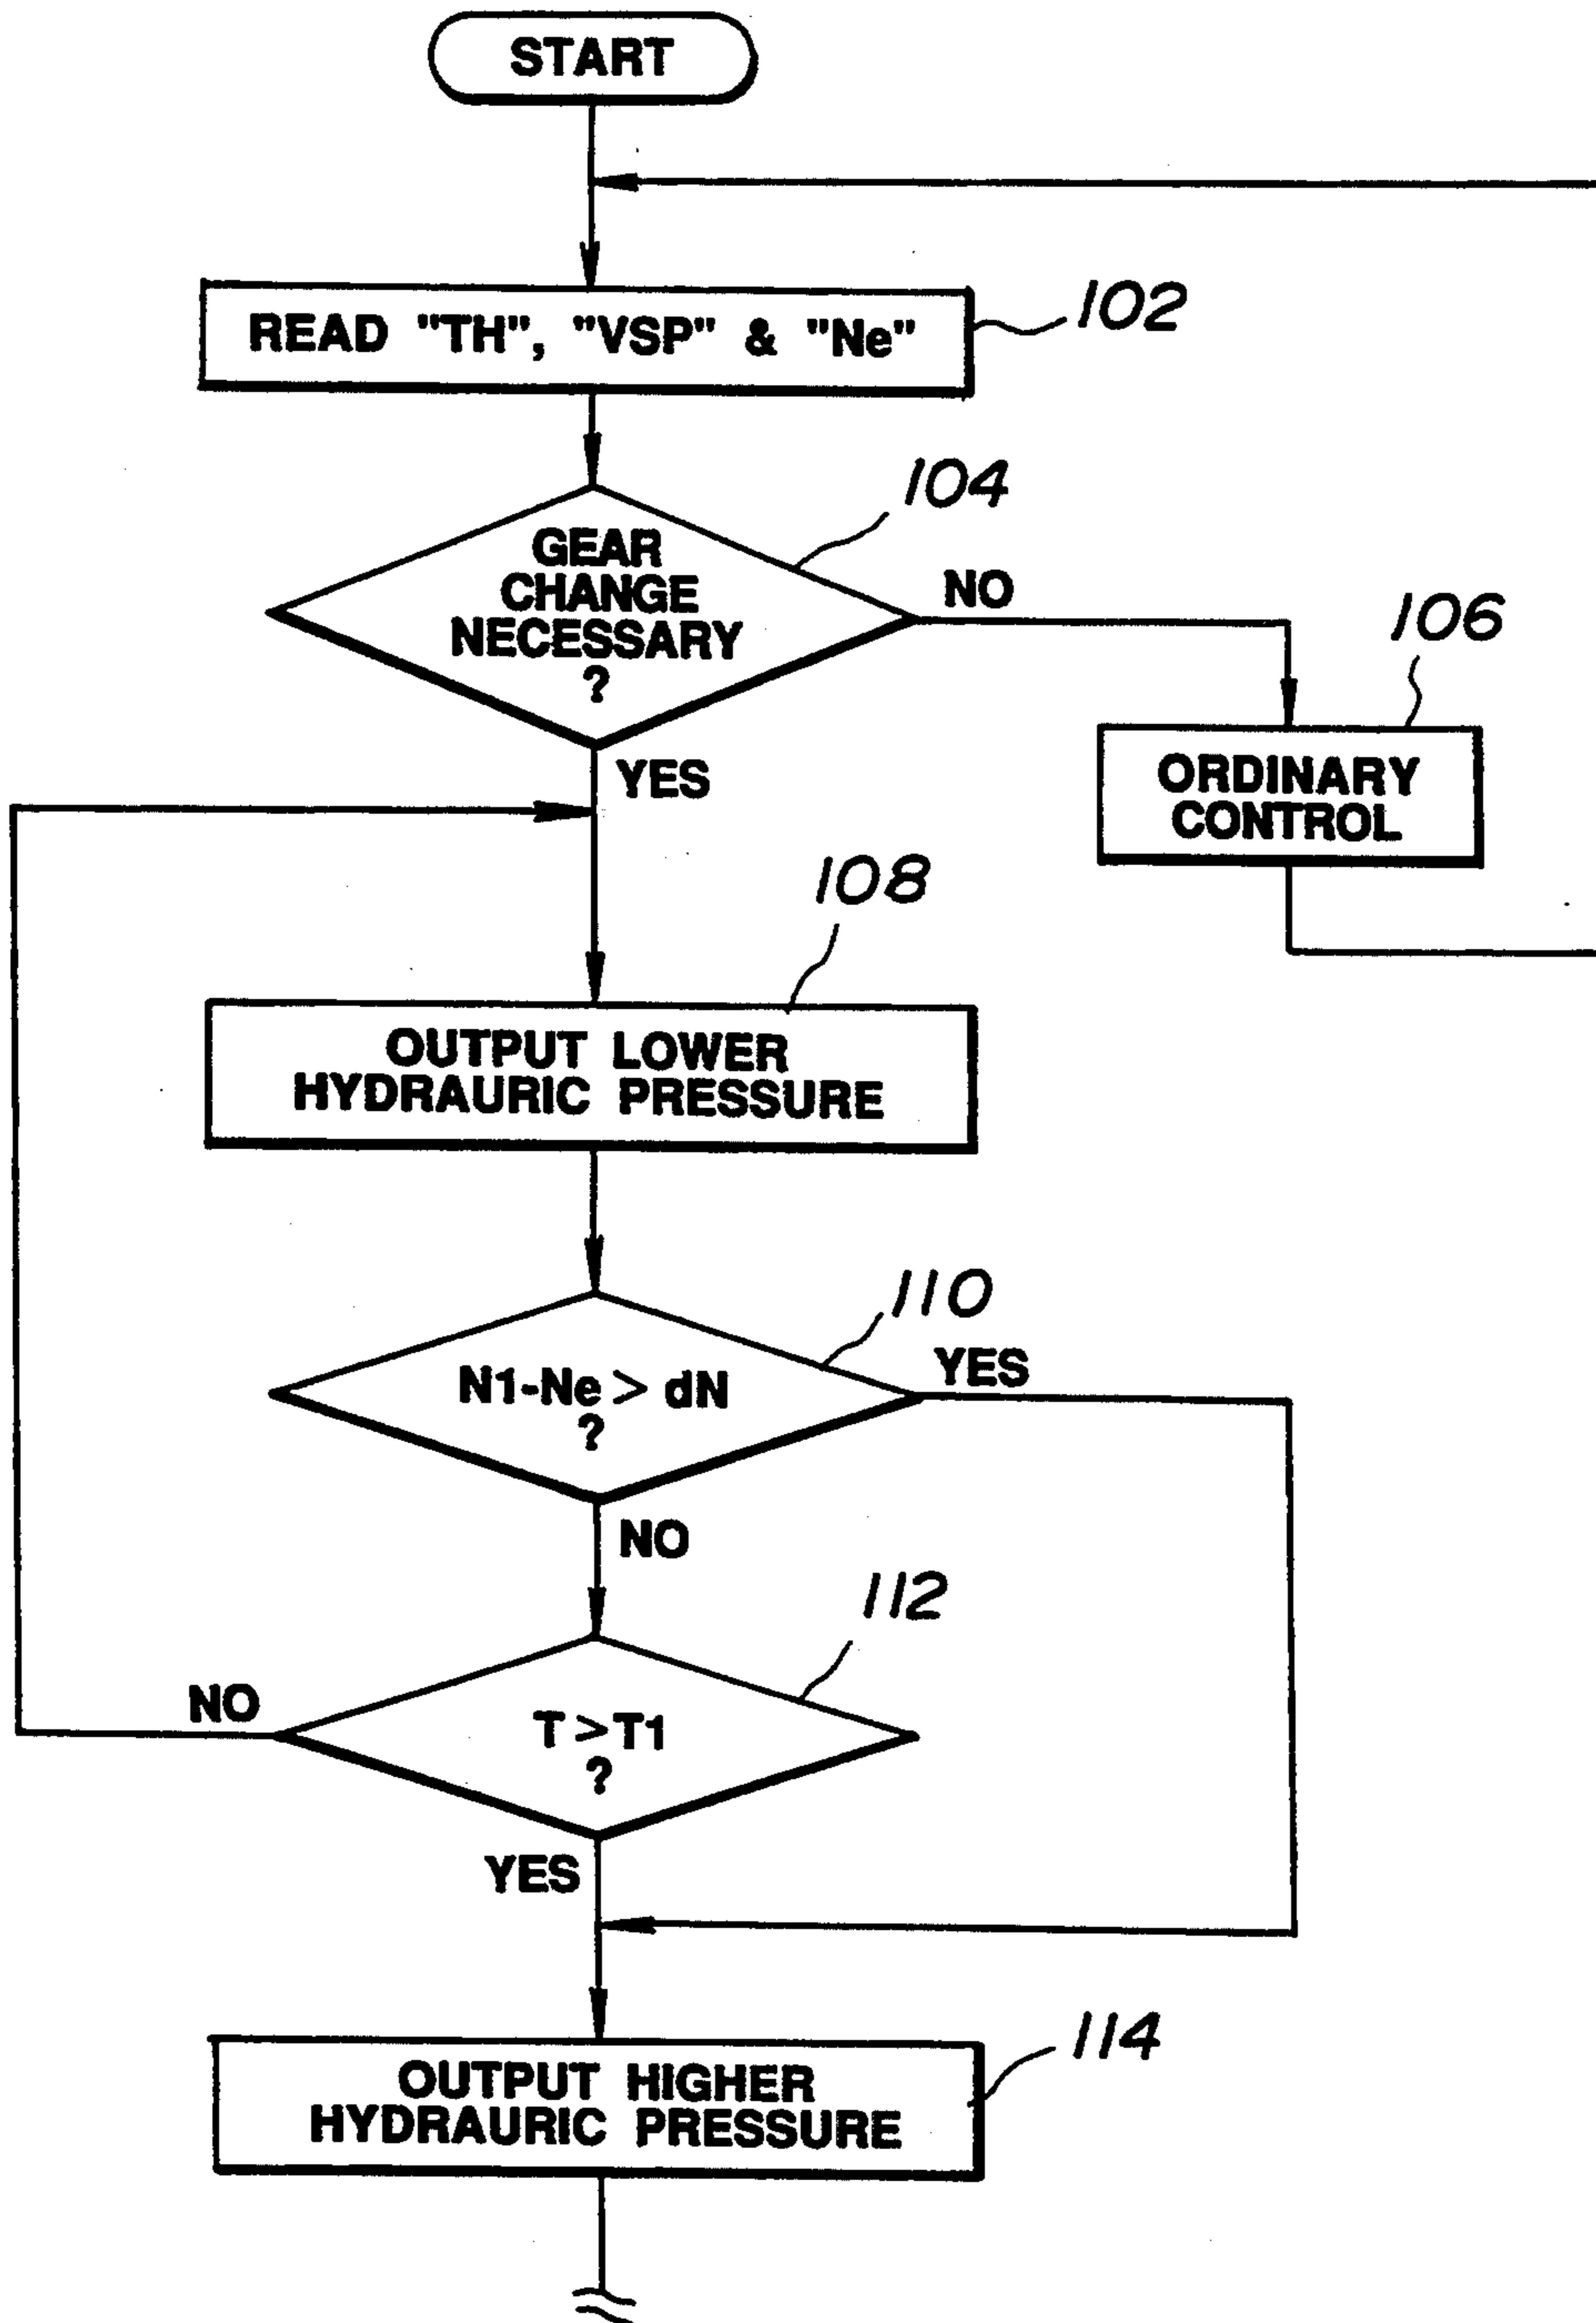 START
READ "TH", "VSP" & "Ne"
102
104
GEAR
CHANGE
NECESSARY
?
NO
106
YES
ORDINARY
CONTROL
108
OUTPUT LOWER
HYDRAURIC PRESSURE
110
N1-Ne > dN
?
YES
NO
112
NO
T > T1
?
YES
114
OUTPUT HIGHER
HYDRAURIC PRESSURE